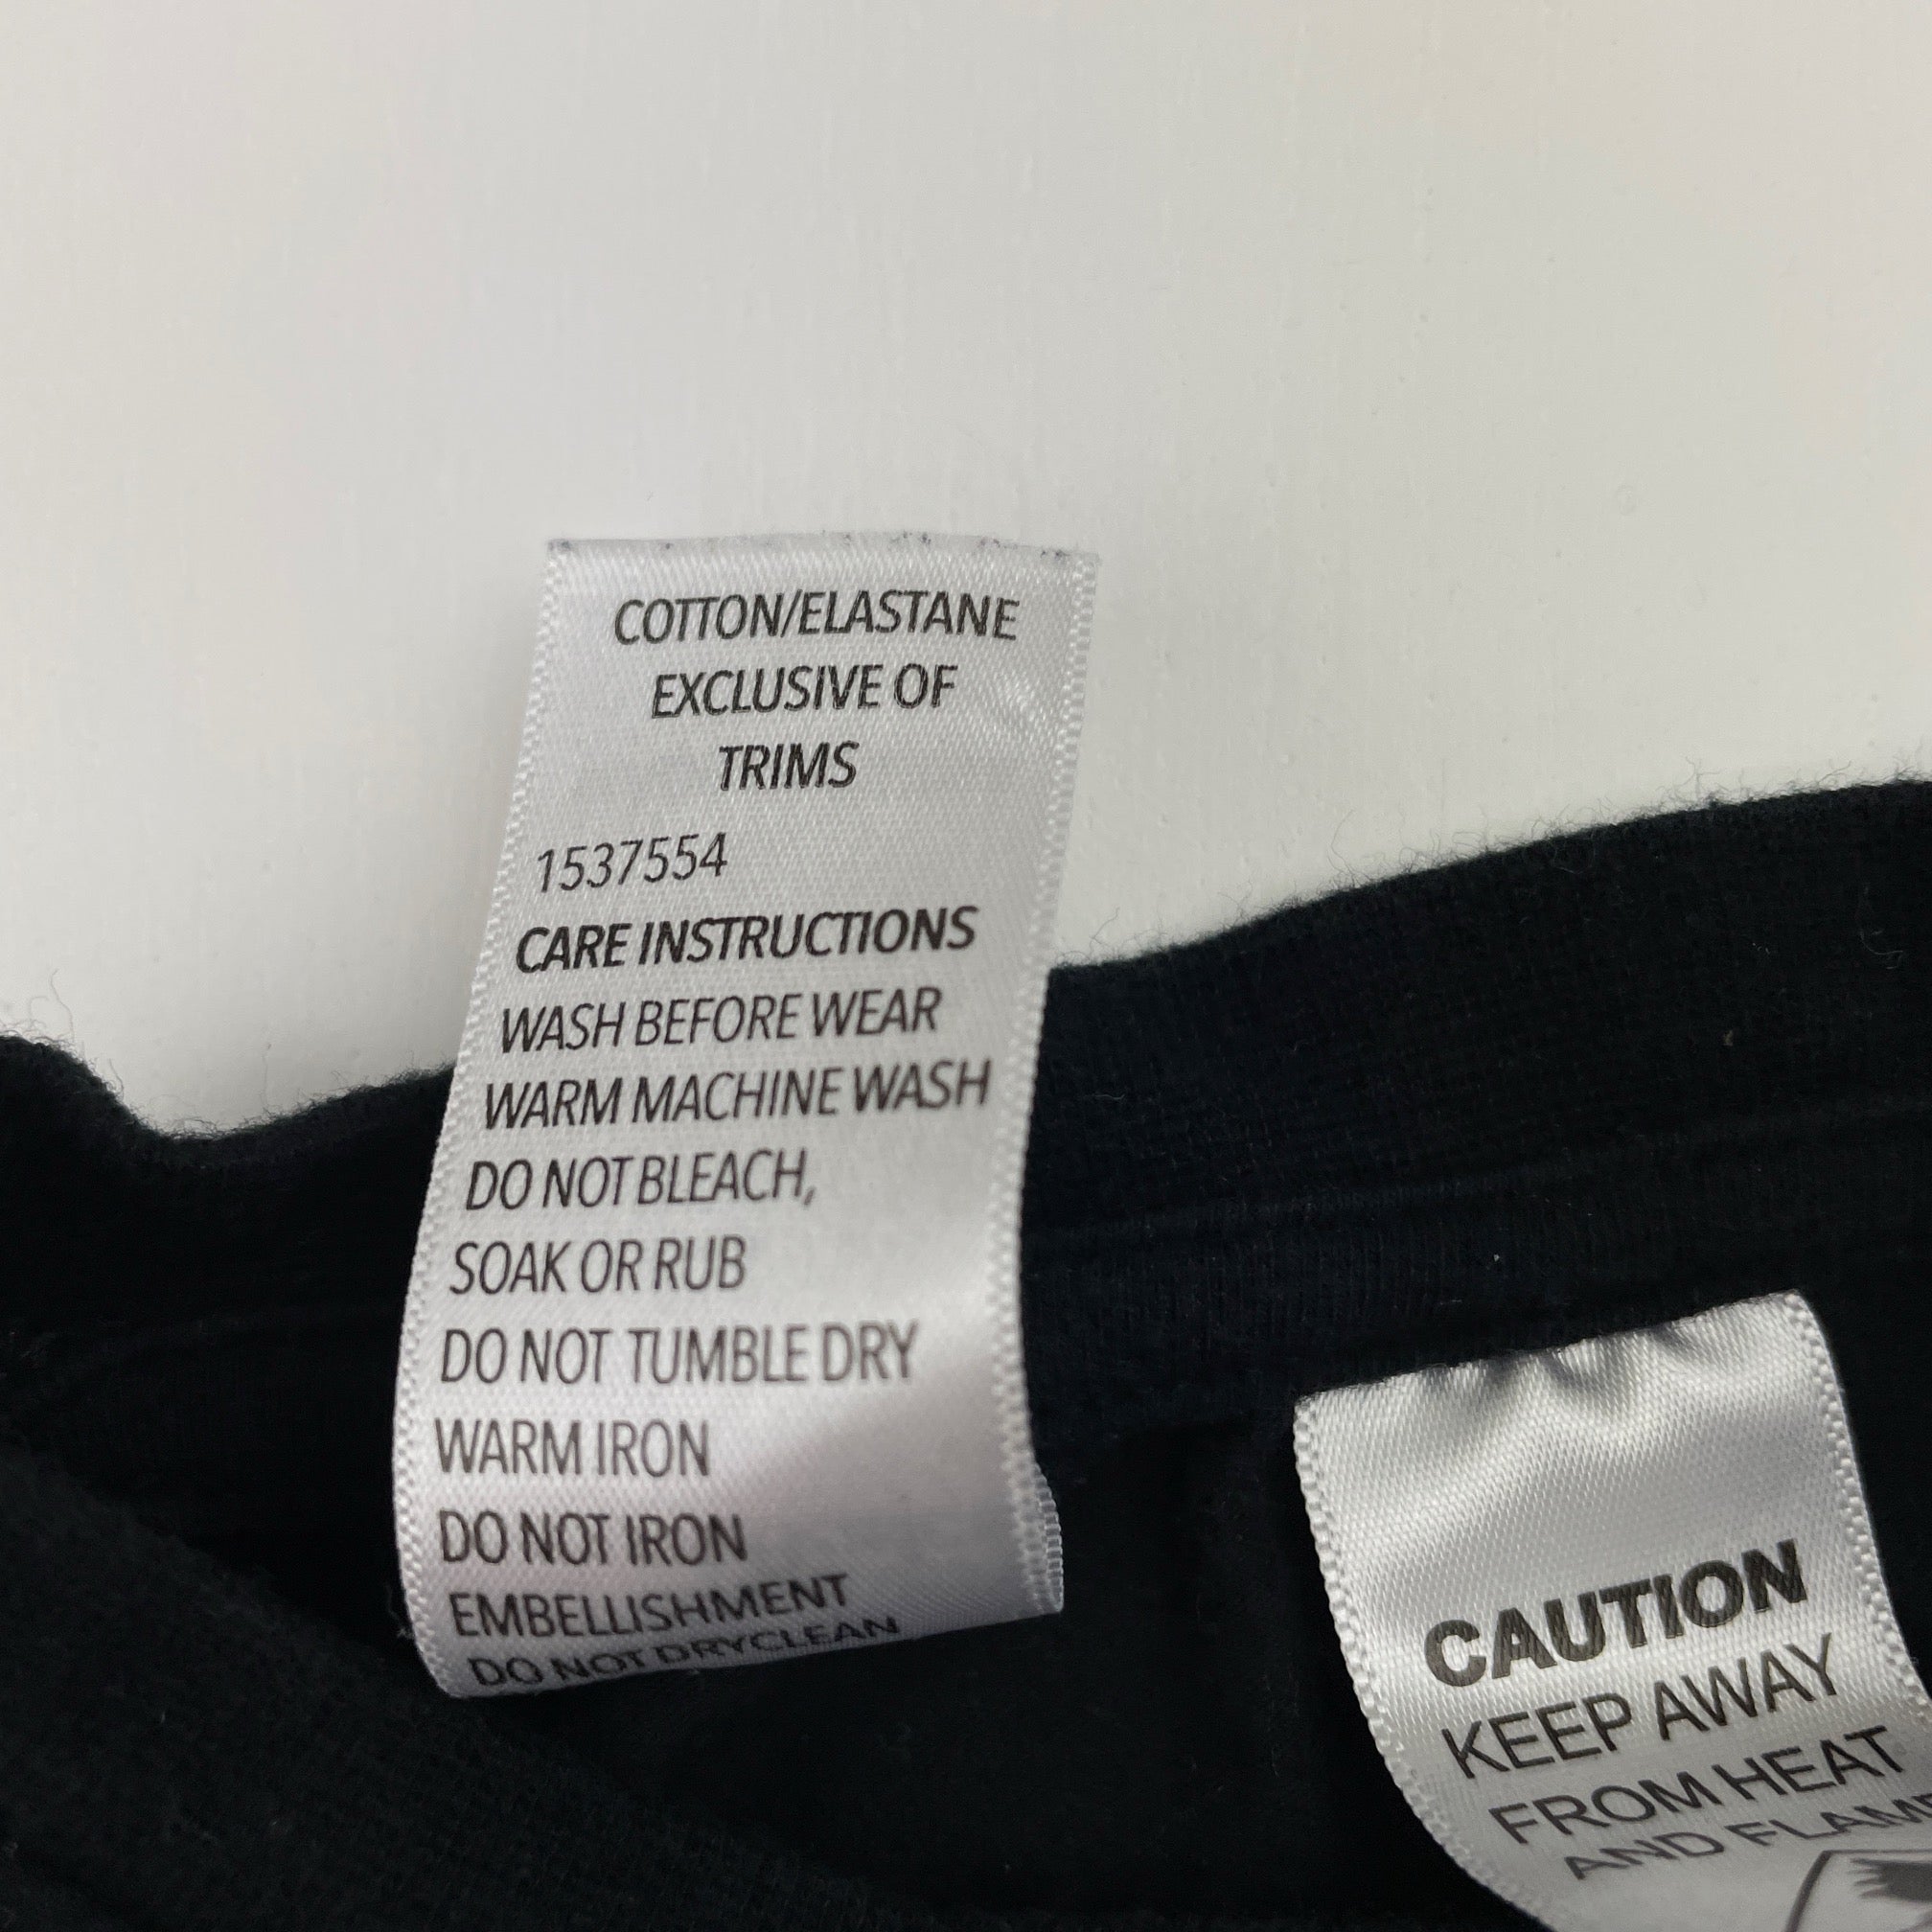 COTTON/ELASTANE
EXCLUSIVE OF
TRIMS
1537554
CARE INSTRUCTIONS
WASH BEFORE WEAR
WARM MACHINE WASH
DO NOT BLEACH,
SOAK OR RUB
DO NOT TUMBLE DRY
WARM IRON
DO NOT IRON
EMBELLISHMENT
DO NOT DRYCLEAN
CAUTION
KEEP AWAY
FROM HEAT
AND FLAM